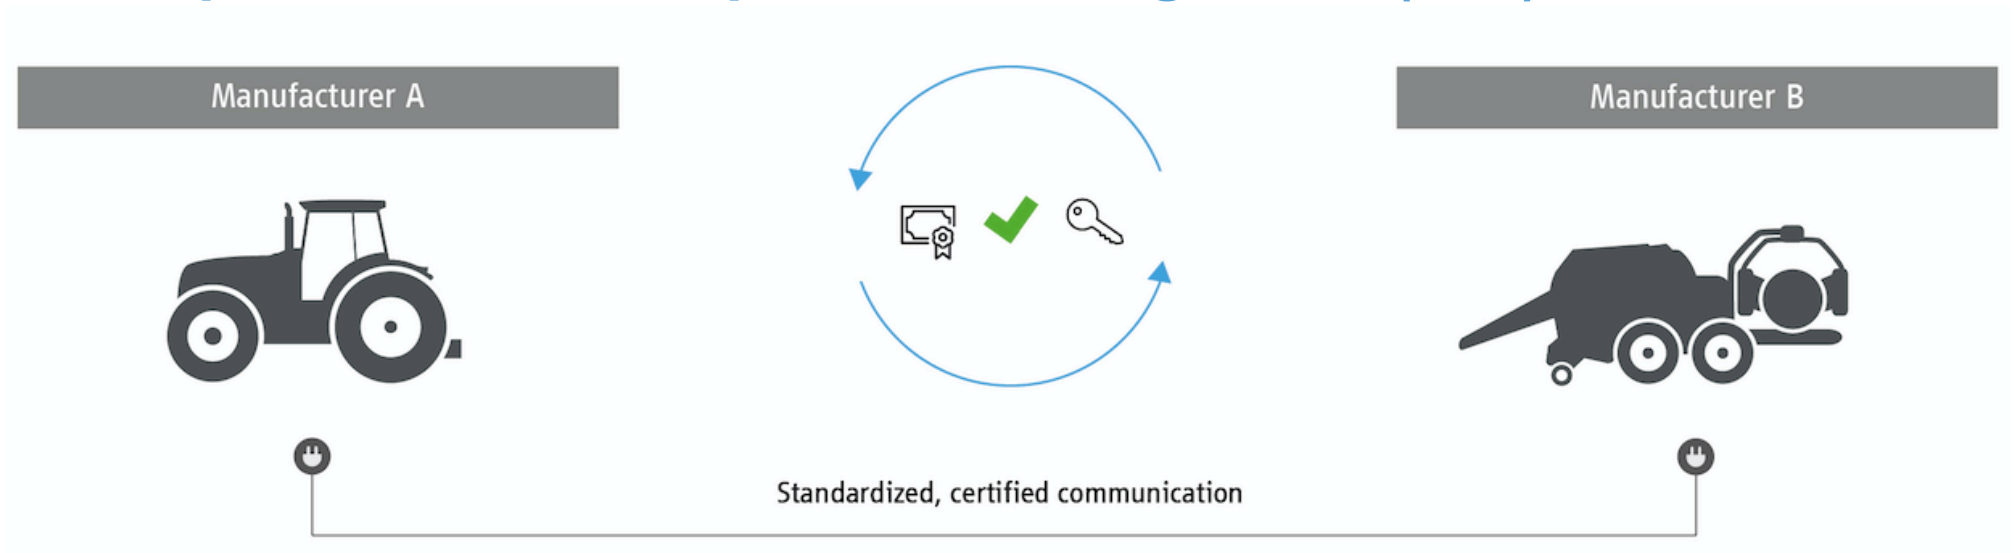 Manufacturer A
Manufacturer B
Standardized, certified communication